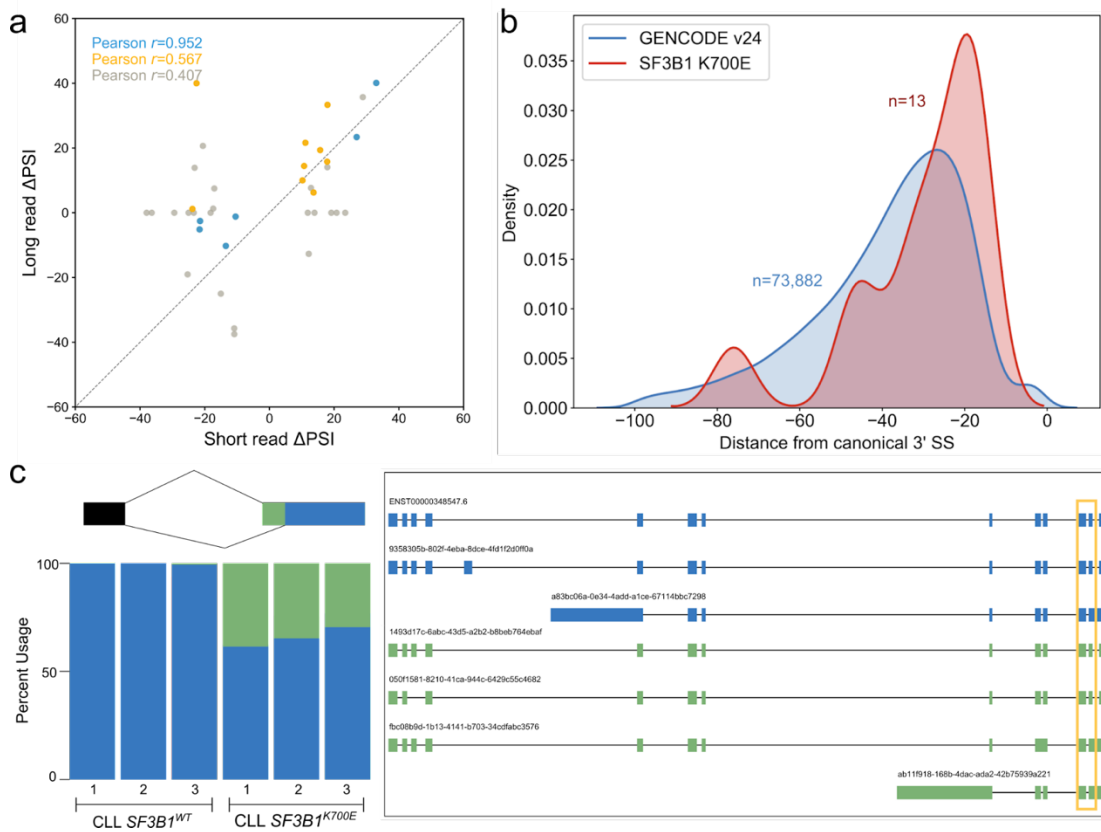 a
Pearson r=0.952
Pearson r=0.567
Pearson r=0.407
60
40
20
0
−20
−40
−60
Long read ΔPSI
−60
−40
−20
0
20
40
60
Short read ΔPSI
b
GENCODE v24
SF3B1 K700E
n=13
n=73,882
0.035
0.030
0.025
0.020
0.015
0.010
0.005
0.000
Density
−100
−80
−60
−40
−20
0
Distance from canonical 3' SS
c
100
50
0
Percent Usage
1
2
3
1
2
3
CLL SF3B1WT
CLL SF3B1K700E
ENST00000348547.6
9358305b-802f-4eba-8dce-4fd1f2d0ff0a
a83bc06a-0e34-4add-a1ce-67114bbc7298
1493d17c-6abc-43d5-a2b2-b8beb764ebaf
050f1581-8210-41ca-944c-6429c55c4682
fbc08b9d-1b13-4141-b703-34cdfabc3576
ab11f918-168b-4dac-ada2-42b75939a221